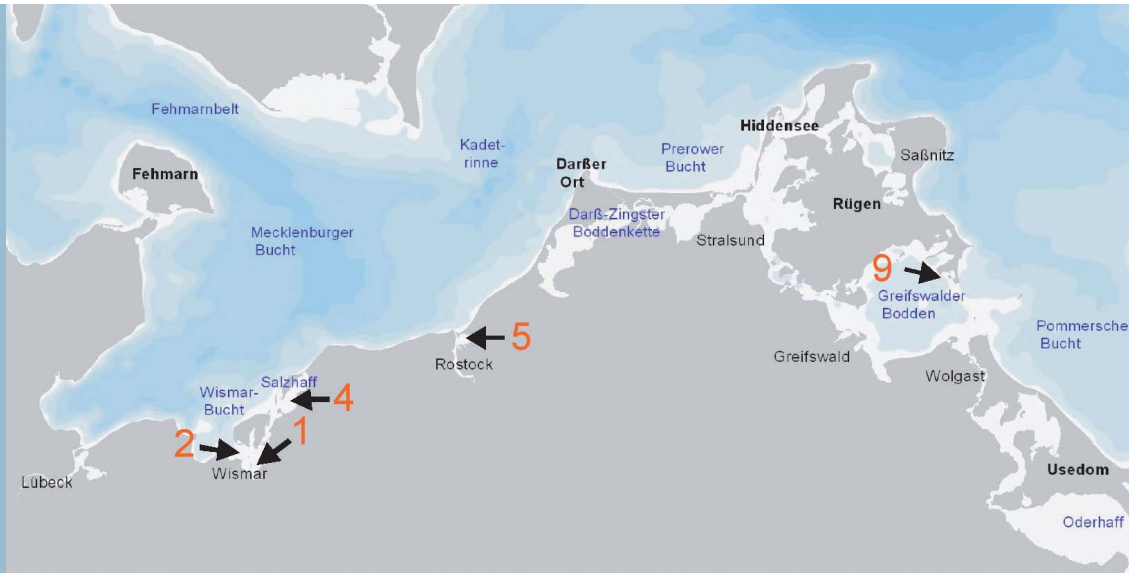 Fehmarnbelt
Fehmarn
Kadet-
rinne
Darßer
Ort
Prerower
Bucht
Hiddensee
Saßnitz
Rügen
Mecklenburger
Bucht
Darß-Zingster
Boddenkette
Stralsund
9
Greifswalder
Bodden
5
Rostock
Greifswald
Pommersche
Bucht
Wolgast
Salzhaff
Wismar-
Bucht
4
1
2
Wismar
Lübeck
Usedom
Oderhaff